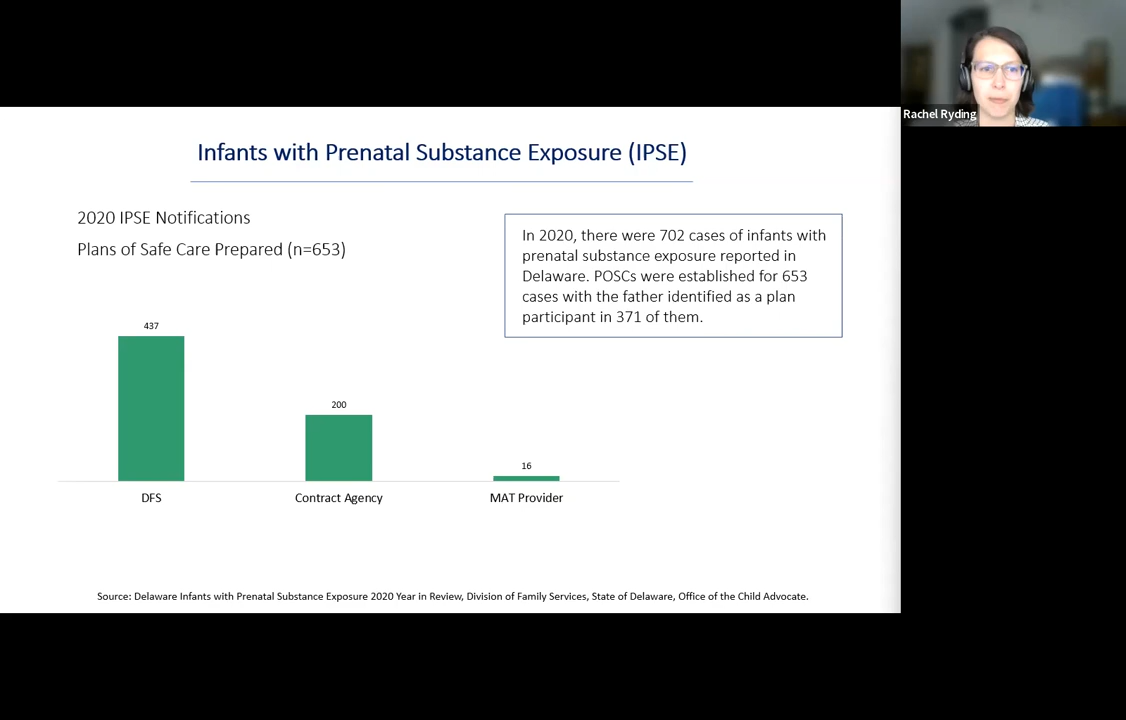 Rachel Ryding
Infants with Prenatal Substance Exposure (IPSE)
2020 IPSE Notifications
Plans of Safe Care Prepared (n=653)
In 2020, there were 702 cases of infants with
prenatal substance exposure reported in
Delaware. POSCs were established for 653
cases with the father identified as a plan
participant in 371 of them.
437
200
16
DFS
Contract Agency
MAT Provider
Source: Delaware Infants with Prenatal Substance Exposure 2020 Year in Review, Division of Family Services, State of Delaware, Office of the Child Advocate.